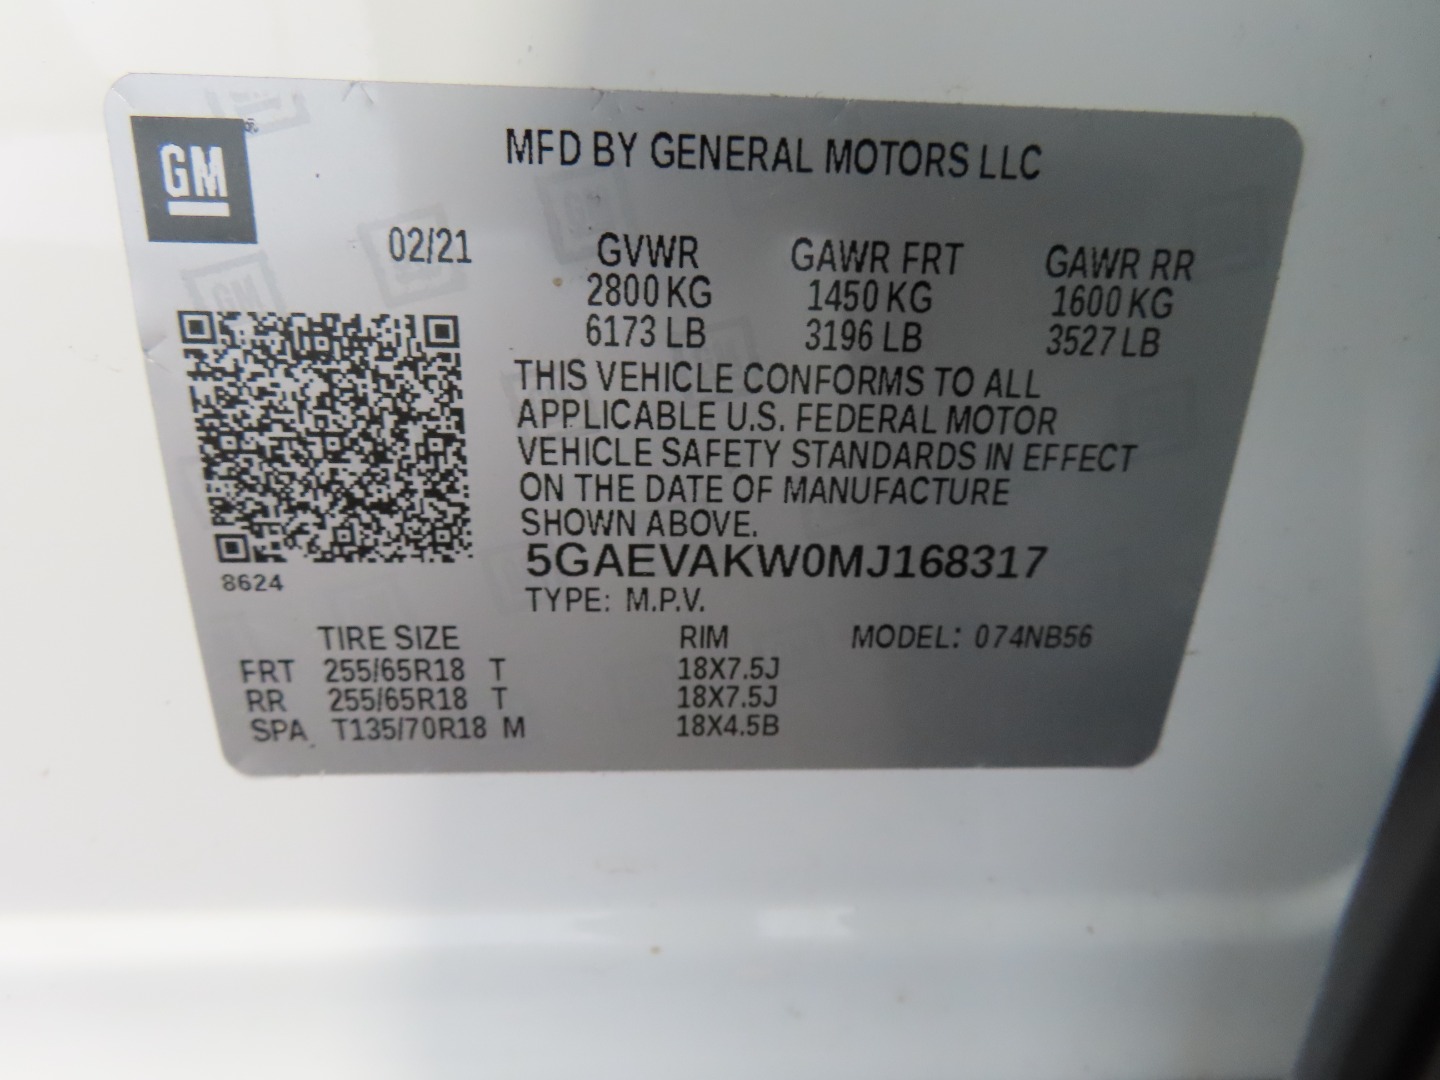 GM
MFD BY GENERAL MOTORS LLC
02/21
GVWR GAWR FRT GAWR RR
2800 KG 1450 KG 1600 KG
6173 LB 3196 LB 3527 LB
THIS VEHICLE CONFORMS TO ALL
APPLICABLE U.S. FEDERAL MOTOR
VEHICLE SAFETY STANDARDS IN EFFECT
ON THE DATE OF MANUFACTURE
SHOWN ABOVE.
5GAEVAKW0MJ168317
8624
TYPE: M.P.V.
TIRE SIZE RIM MODEL: 074NB56
FRT 255/65R18 T 18X7.5J
RR 255/65R18 T 18X7.5J
SPA T135/70R18 M 18X4.5B